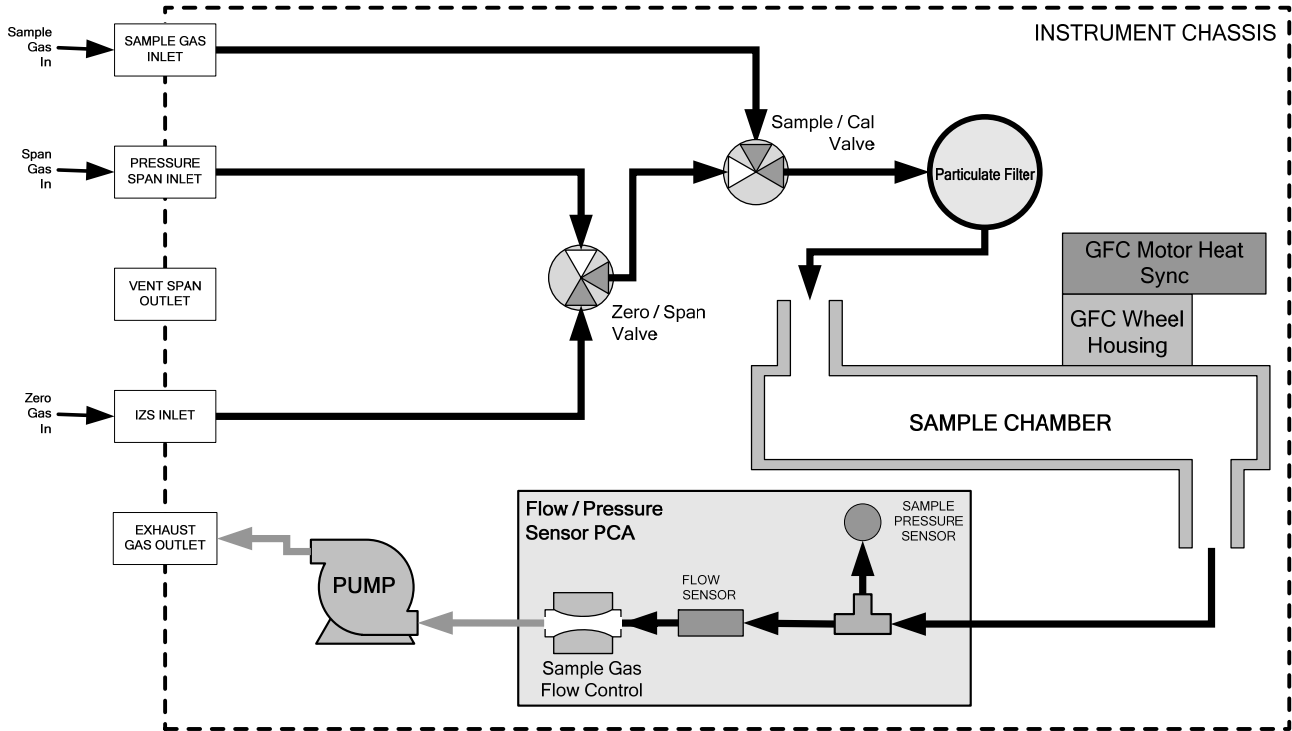 INSTRUMENT CHASSIS
Sample
Gas
In
SAMPLE GAS
INLET
Sample / Cal
Valve
Span
Gas
In
PRESSURE
SPAN INLET
Particulate Filter
GFC Motor Heat
Sync
VENT SPAN
OUTLET
Zero / Span
Valve
GFC Wheel
Housing
Zero
Gas
In
IZS INLET
SAMPLE CHAMBER
Flow / Pressure
Sensor PCA
SAMPLE
PRESSURE
SENSOR
EXHAUST
GAS OUTLET
PUMP
FLOW
SENSOR
Sample Gas
Flow Control